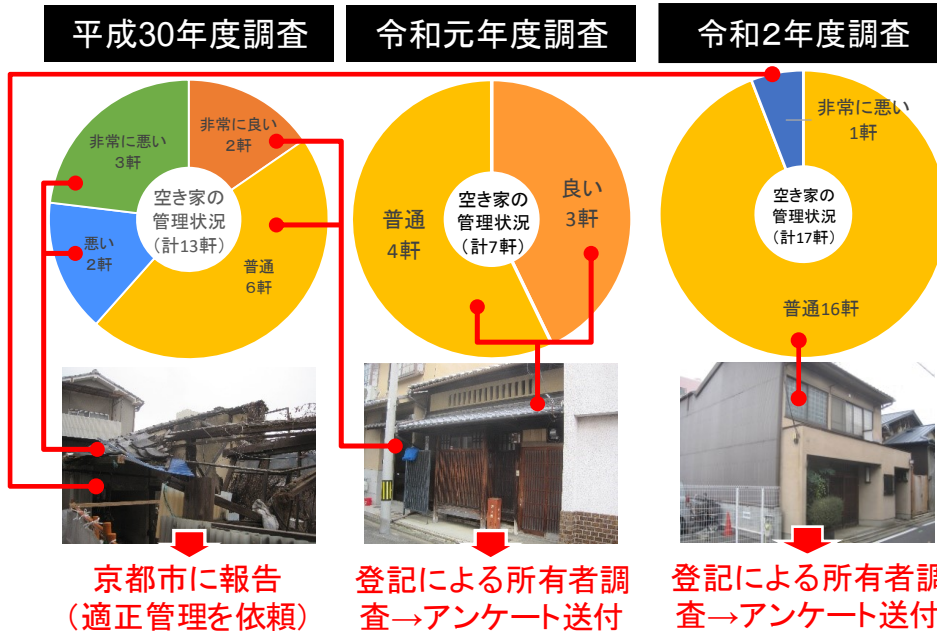 平成30年度調査
令和元年度調査
令和2年度調査
非常に良い
2軒
普通
6軒
悪い
2軒
非常に悪い
3軒
空き家の
管理状況
（計13軒）
良い
3軒
普通
4軒
空き家の
管理状況
（計7軒）
非常に悪い
1軒
普通16軒
空き家の
管理状況
（計17軒）
京都市に報告
（適正管理を依頼）
登記による所有者調
査→アンケート送付
登記による所有者調
査→アンケート送付